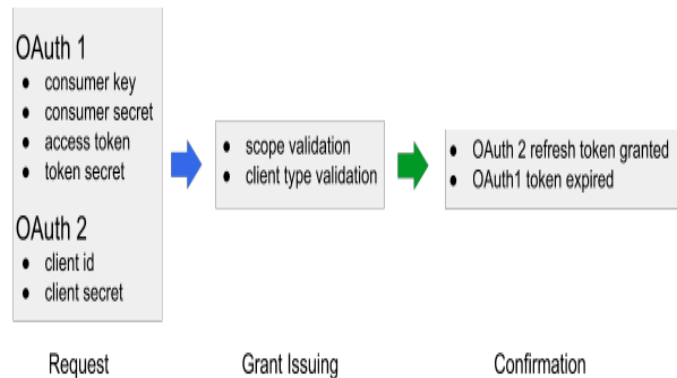 OAuth 1
● consumer key
● consumer secret
● access token
● token secret
OAuth 2
● client id
● client secret
● scope validation
● client type validation
● OAuth 2 refresh token granted
● OAuth1 token expired
Request
Grant Issuing
Confirmation